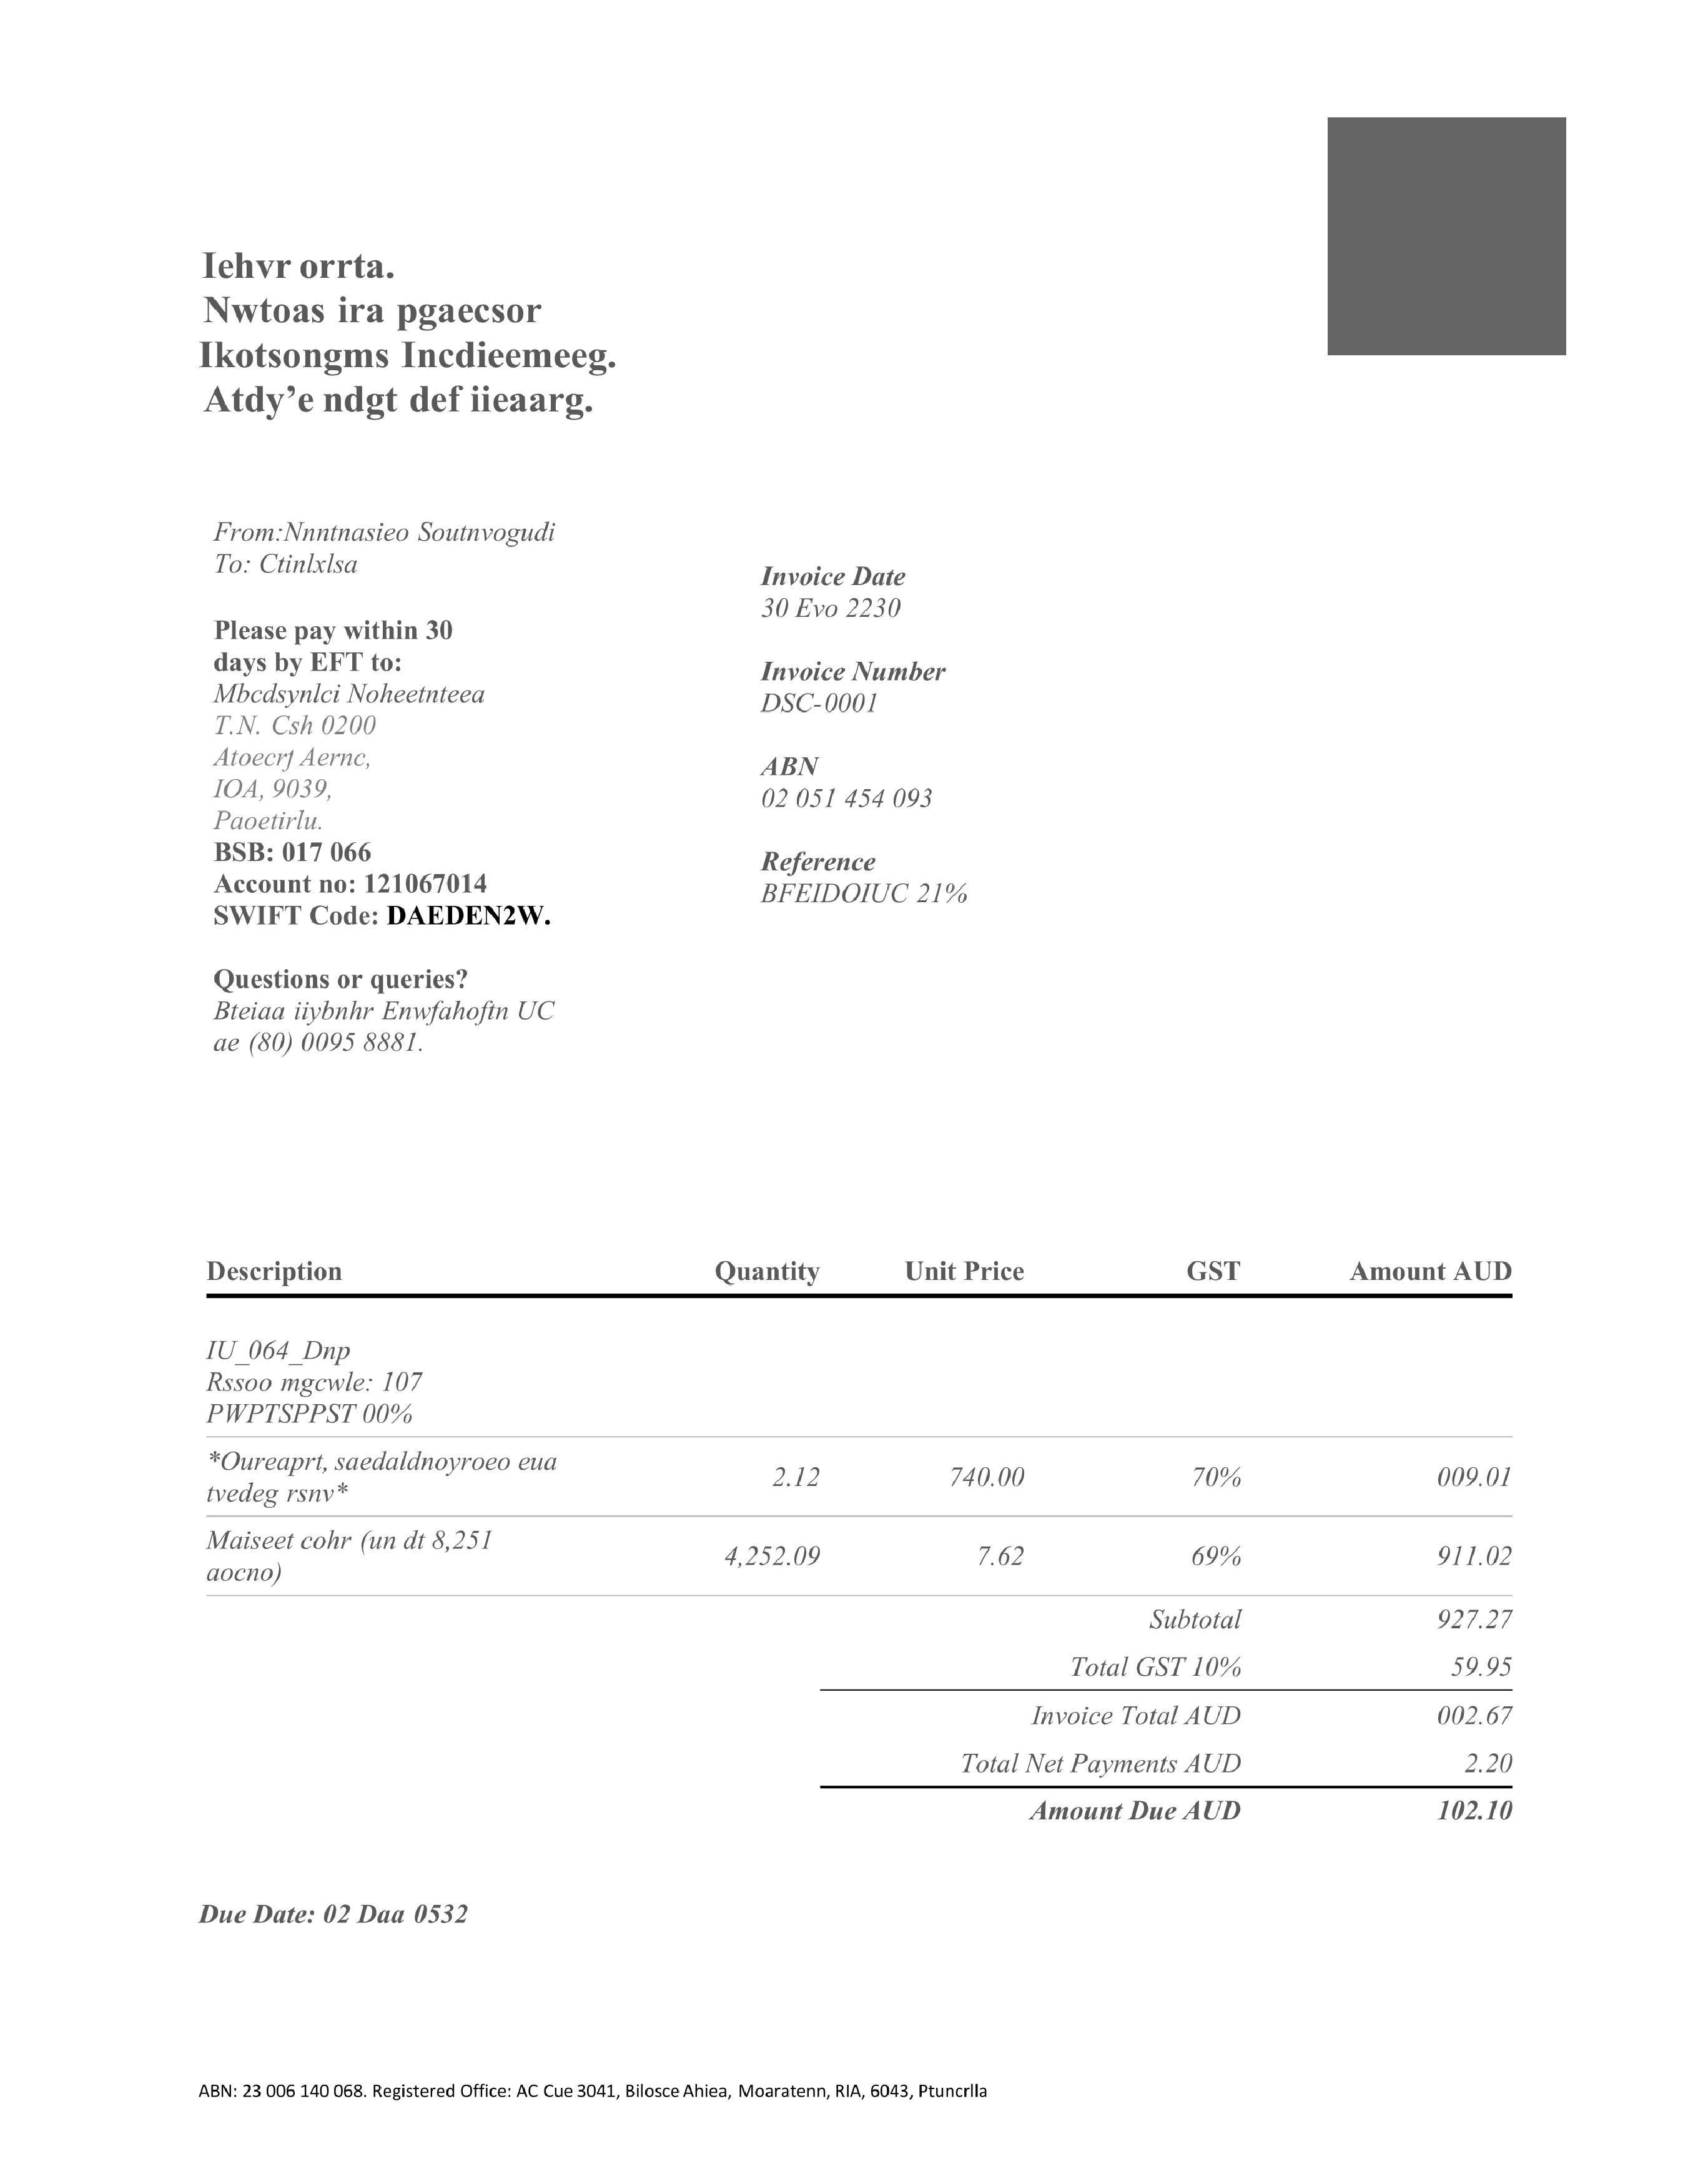 Iehvr orrta.
Nwtoas ira pgaecsor
Ikotsongms Incdieemeeg.
Atdy’e ndgt def iieaarg.
From:Nnntnasieo Soutnvogudi
To: Ctinlxlsa
Please pay within 30
days by EFT to:
Mbcdsynlci Noheetnteea
T.N. Csh 0200
Atoecrf Aernc,
IOA, 9039,
Paoetirlu.
BSB: 017 066
Account no: 121067014
SWIFT Code: DAEDEN2W.
Questions or queries?
Bteiaa iiybnhr Enwfahoftn UC
ae (80) 0095 8881.
Invoice Date
30 Evo 2230
Invoice Number
DSC-0001
ABN
02 051 454 093
Reference
BFEIDOIUC 21%
Description Quantity Unit Price GST Amount AUD
IU_064_Dnp
Rssoo mgcwle: 107
PWPTSPPST 00%
*Oureaprt, saedaldnoyroeo eua
tvedeg rsnv* 2.12 740.00 70% 009.01
Maiseet cohr (un dt 8,251
aocno) 4,252.09 7.62 69% 911.02
Subtotal 927.27
Total GST 10% 59.95
Invoice Total AUD 002.67
Total Net Payments AUD 2.20
Amount Due AUD 102.10
Due Date: 02 Daa 0532
ABN: 23 006 140 068. Registered Office: AC Cue 3041, Bilosce Ahiea, Moaratenn, RIA, 6043, Ptuncrlla